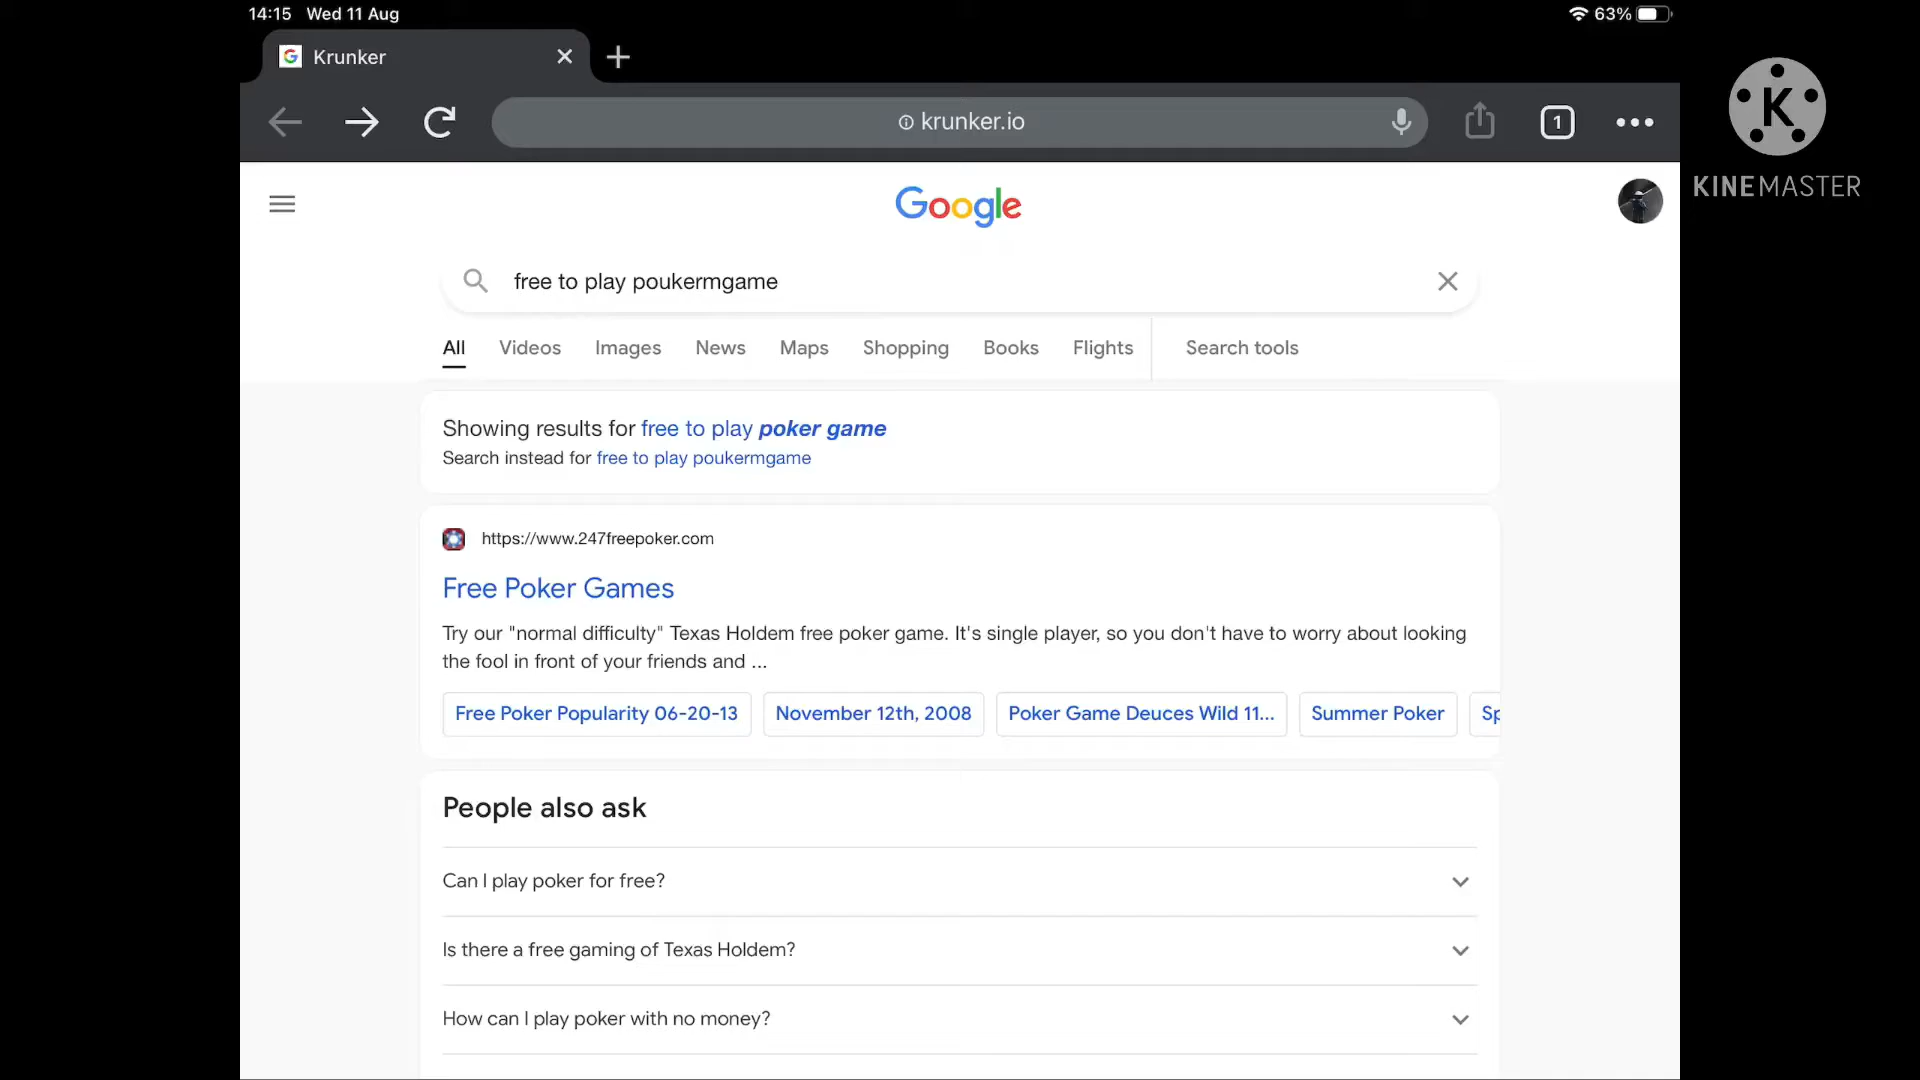 14:15 Wed 11 Aug
63%
Krunker
krunker.io
1
K
KINEMASTER
Google
free to play poukermgame
All Videos Images News Maps Shopping Books Flights Search tools
Showing results for free to play poker game
Search instead for free to play poukermgame
https://www.247freepoker.com
Free Poker Games
Try our "normal difficulty" Texas Holdem free poker game. It's single player, so you don't have to worry about looking
the fool in front of your friends and ...
Free Poker Popularity 06-20-13 November 12th, 2008 Poker Game Deuces Wild 11... Summer Poker Sp
People also ask
Can I play poker for free?
Is there a free gaming of Texas Holdem?
How can I play poker with no money?